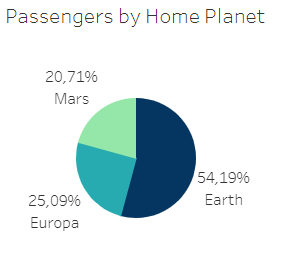 Passengers by Home Planet
20,71%
Mars
54,19%
Earth
25,09%
Europa